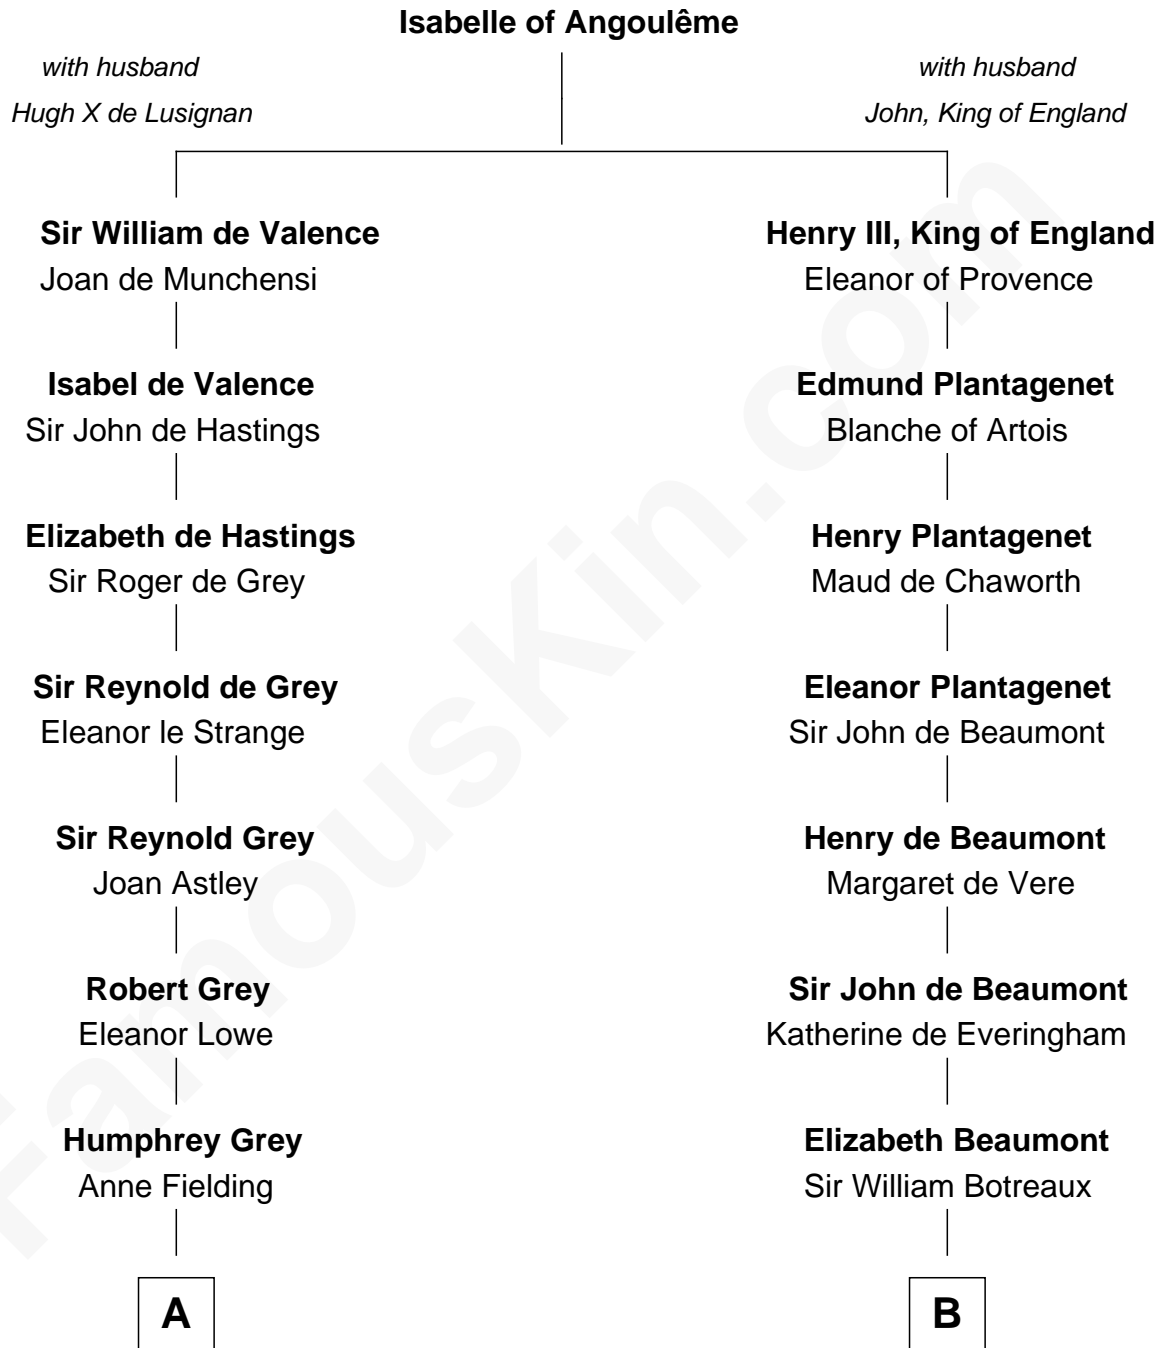 Isabelle of Angoulême
with husband
Hugh X de Lusignan
with husband
John, King of England
Sir William de Valence
Joan de Munchensi
Henry III, King of England
Eleanor of Provence
Isabel de Valence
Sir John de Hastings
Edmund Plantagenet
Blanche of Artois
Elizabeth de Hastings
Sir Roger de Grey
Henry Plantagenet
Maud de Chaworth
Sir Reynold de Grey
Eleanor le Strange
Eleanor Plantagenet
Sir John de Beaumont
Sir Reynold Grey
Joan Astley
Henry de Beaumont
Margaret de Vere
Robert Grey
Eleanor Lowe
Sir John de Beaumont
Katherine de Everingham
Humphrey Grey
Anne Fielding
Elizabeth Beaumont
Sir William Botreaux
A
B
FamousKin.com